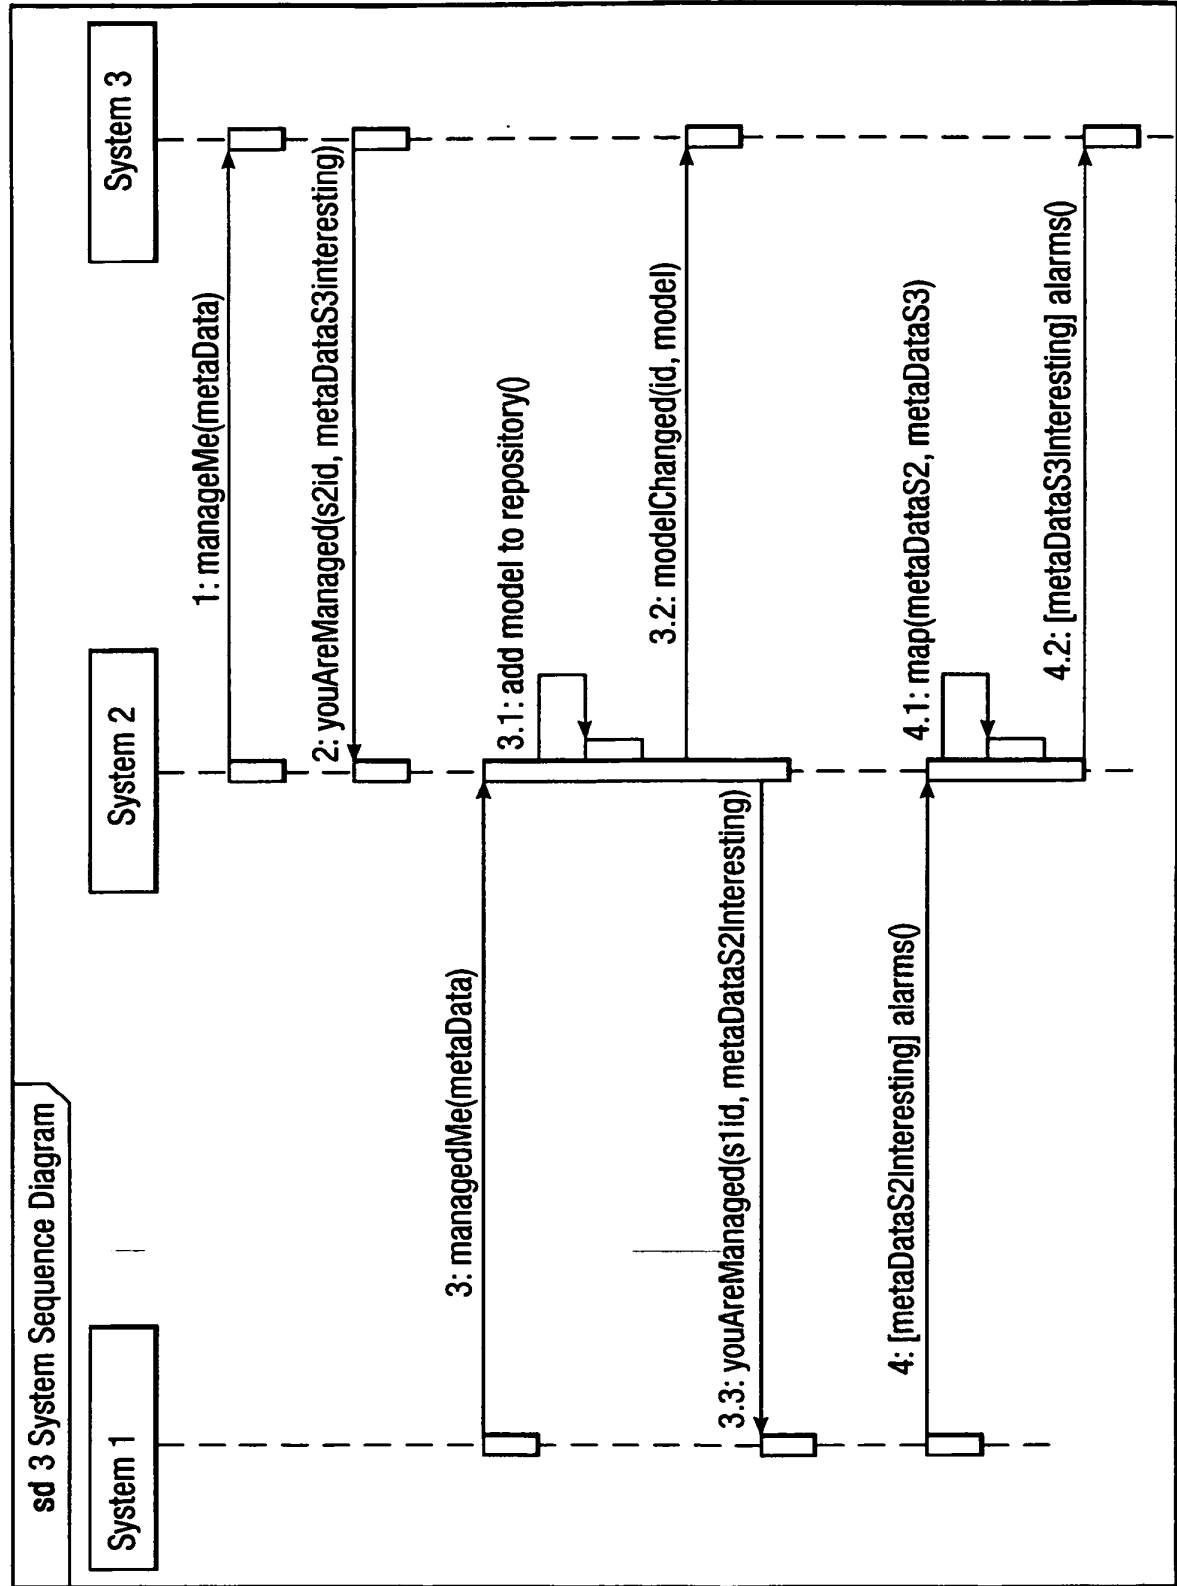 sd 3 System Sequence Diagram
System 1
System 2
System 3
1: manageMe(metaData)
2: youAreManaged(s2id, metaDataS3interesting)
3: managedMe(metaData)
3.1: add model to repository()
3.2: modelChanged(id, model)
3.3: youAreManaged(s1id, metaDataS2Interesting)
4: [metaDataS2Interesting] alarms()
4.1: map(metaDataS2, metaDataS3)
4.2: [metaDataS3Interesting] alarms()